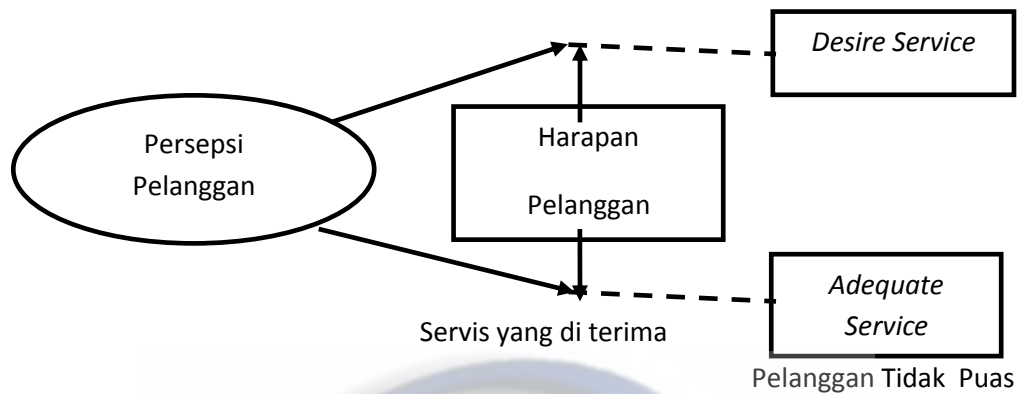 Desire Service
Persepsi
Pelanggan
Harapan
Pelanggan
Adequate
Service
Servis yang di terima
Pelanggan Tidak Puas